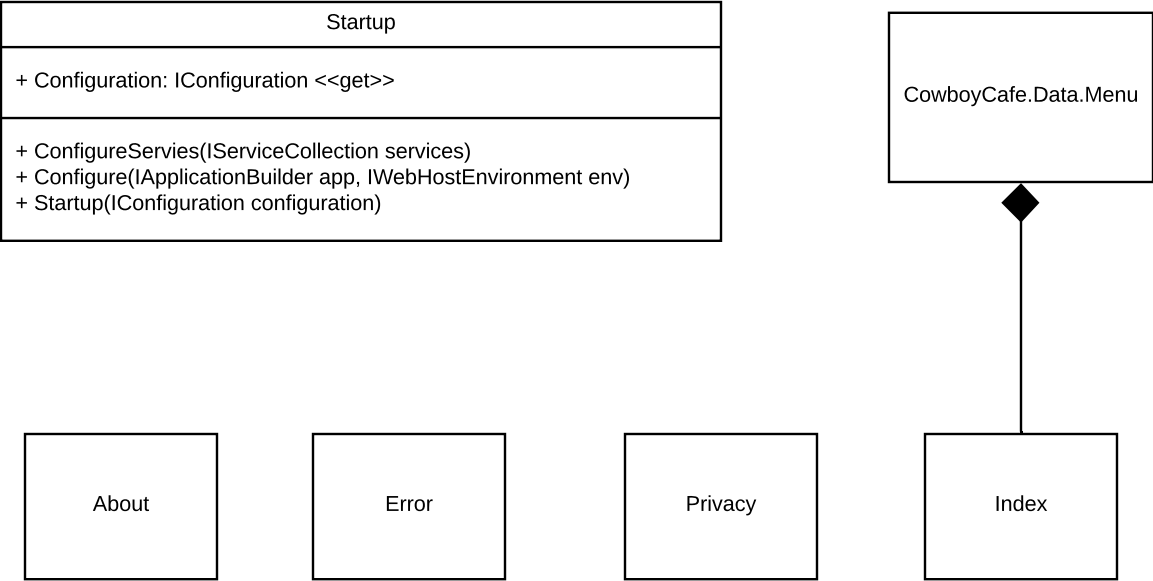 Startup
+ Configuration: IConfiguration <<get>>
+ ConfigureServies(IServiceCollection services)
+ Configure(IApplicationBuilder app, IWebHostEnvironment env)
+ Startup(IConfiguration configuration)
CowboyCafe.Data.Menu
About
Error
Privacy
Index